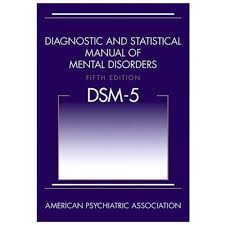 DIAGNOSTIC AND STATISTICAL
MANUAL OF
MENTAL DISORDERS
FIFTH EDITION
DSM-5
AMERICAN PSYCHIATRIC ASSOCIATION